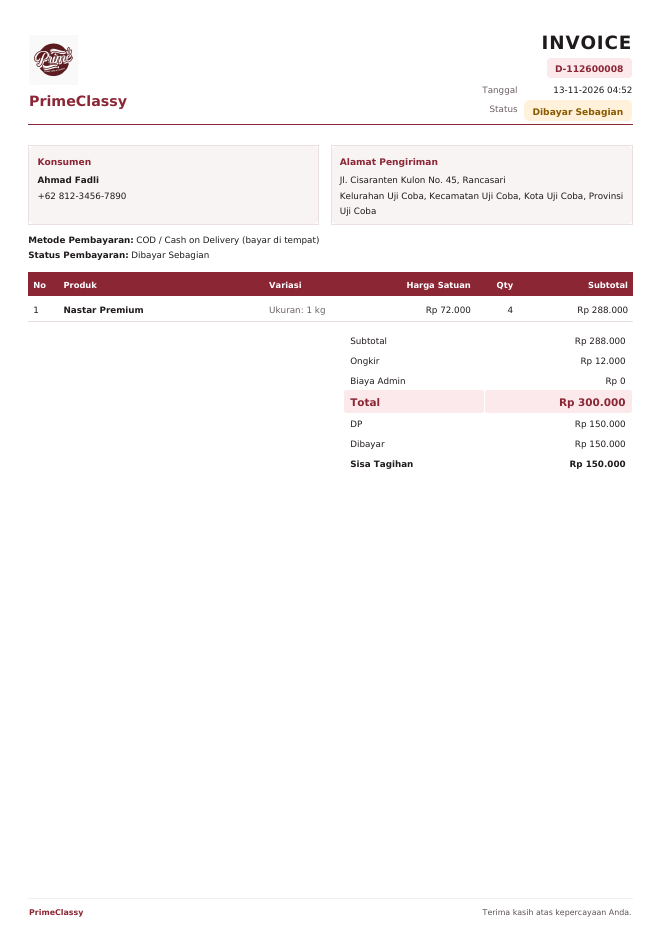 Prime
PrimeClassy
INVOICE
D-112600008
Tanggal 13-11-2026 04:52
Status Dibayar Sebagian
Konsumen
Ahmad Fadli
+62 812-3456-7890
Alamat Pengiriman
Jl. Cisaranten Kulon No. 45, Rancasari
Kelurahan Uji Coba, Kecamatan Uji Coba, Kota Uji Coba, Provinsi
Uji Coba
Metode Pembayaran: COD / Cash on Delivery (bayar di tempat)
Status Pembayaran: Dibayar Sebagian
No Produk Variasi Harga Satuan Qty Subtotal
1 Nastar Premium Ukuran: 1 kg Rp 72.000 4 Rp 288.000
Subtotal Rp 288.000
Ongkir Rp 12.000
Biaya Admin Rp 0
Total Rp 300.000
DP Rp 150.000
Dibayar Rp 150.000
Sisa Tagihan Rp 150.000
PrimeClassy Terima kasih atas kepercayaan Anda.